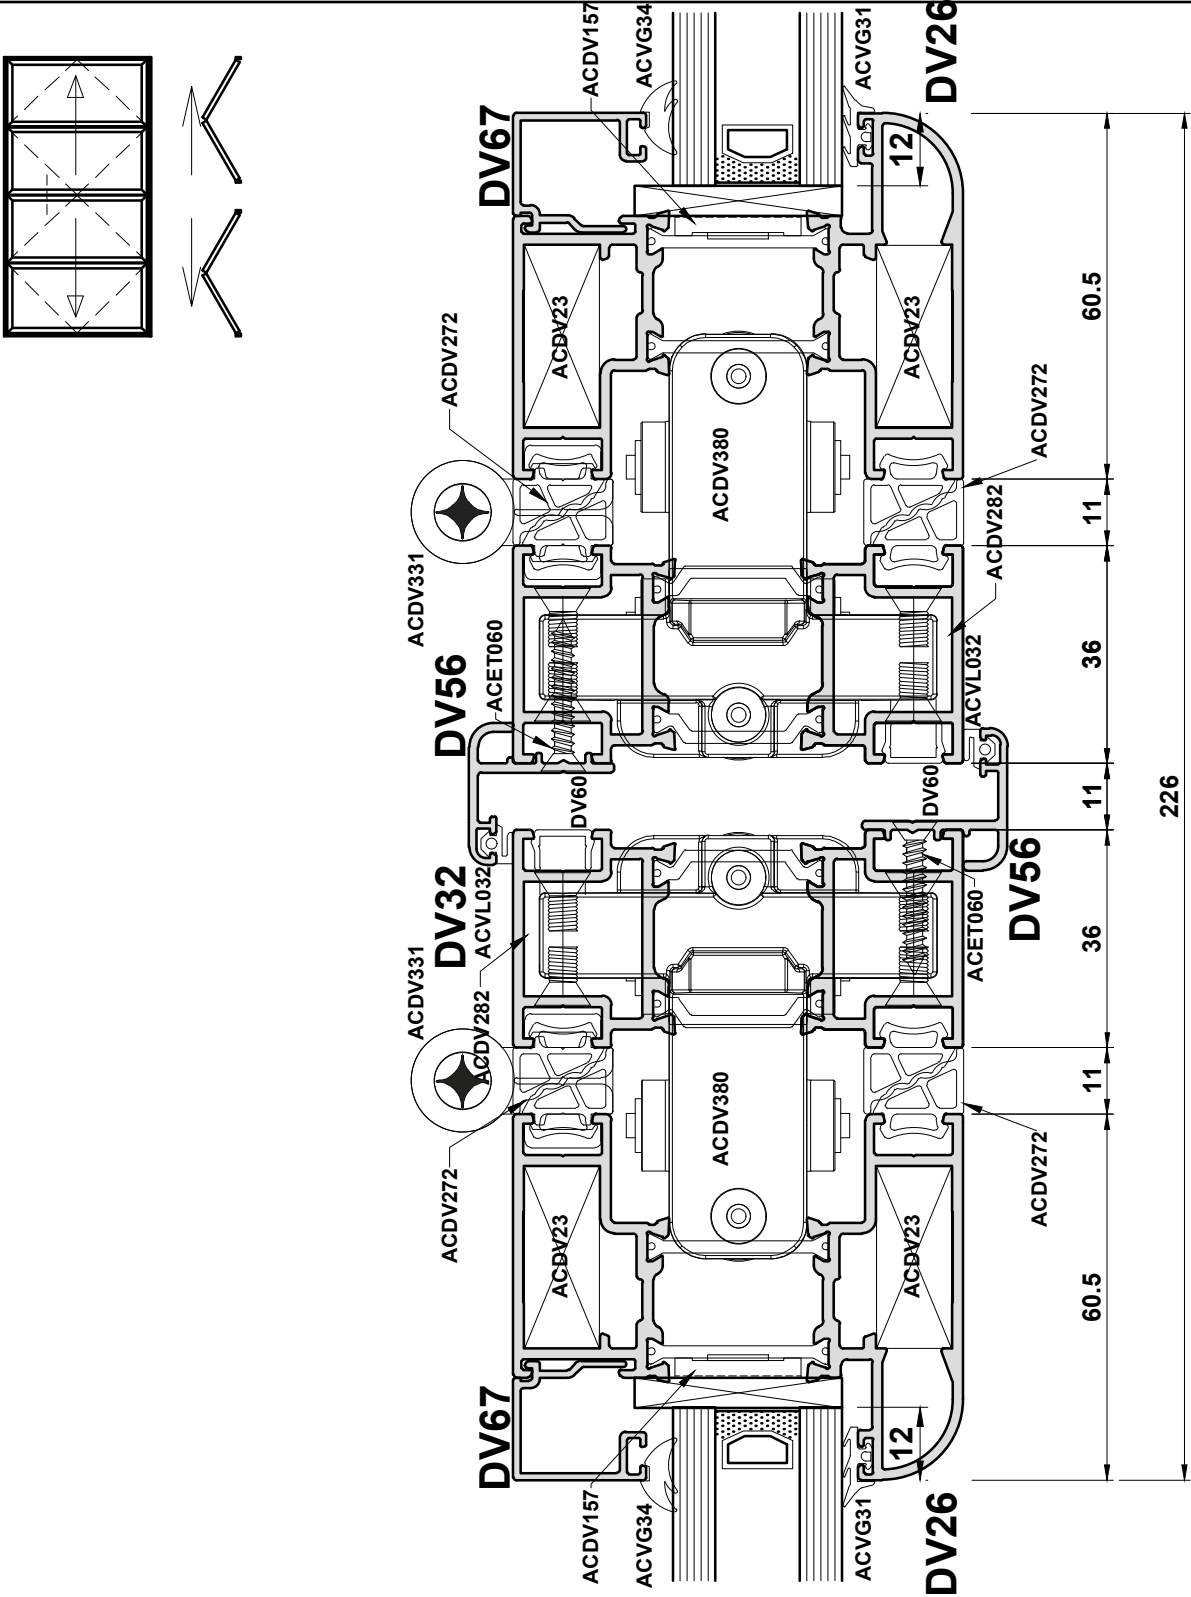 ACDV157
ACVG34
ACVG31
DV26
DV67
12
ACDV23
ACDV23
60.5
ACDV272
ACDV380
ACDV272
11
ACDV282
ACDV331
DV56
ACET060
36
ACVL032
DV60
DV60
11
226
DV32
ACVL032
DV56
ACET060
36
ACDV331
ACDV282
11
ACDV380
ACDV272
ACDV272
ACDV23
ACDV23
60.5
DV67
12
ACDV157
ACVG34
ACVG31
DV26